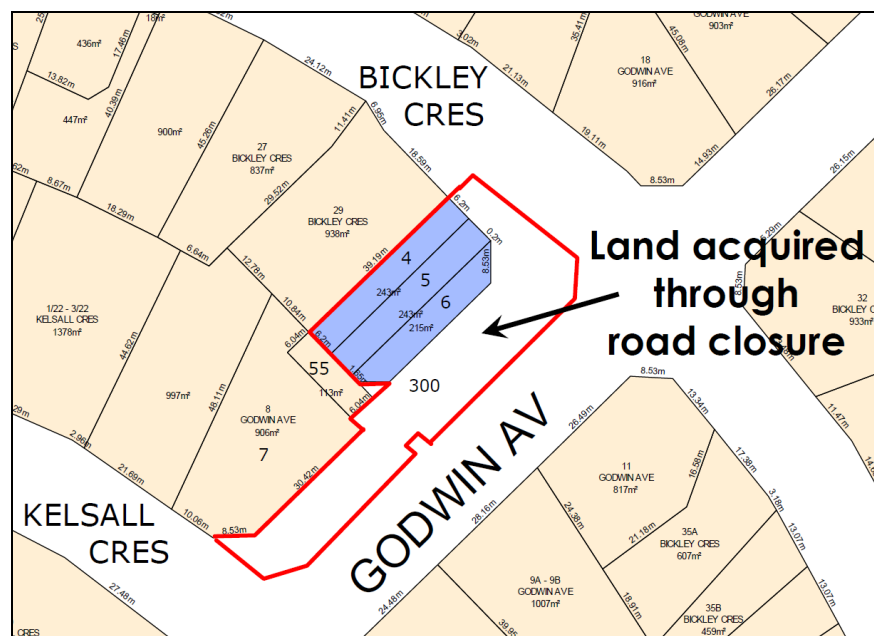 18m²
436m²
17.46m
13.82m
447m²
40.39m
900m²
45.26m
24.12m
11.41m
6.95m
27
BICKLEY CRES
837m²
29.52m
8.67m
18.29m
6.64m
BICKLEY
CRES
3.02m
21.13m
35.41m
45.08m
GODWIN AVE
903m²
18
GODWIN AVE
916m²
26.17m
19.11m
14.93m
8.53m
26.15m
18.59m
29
BICKLEY CRES
938m²
6.2m
0.2m
8.53m
39.19m
4
243m²
5
243m²
6
215m²
12.78m
10.84m
6.2m
6.04m
1.65m
55
113m²
6.04m
300
Land acquired
through
road closure
8.53m
32
BICKLEY CRES
933m²
11.47m
1/22 - 3/22
KELSALL CRES
1378m²
44.62m
997m²
48.11m
8
GODWIN AVE
906m²
7
30.42m
2.96m
21.69m
10.06m
8.53m
KELSALL
CRES
27.48m
GODWIN AV
26.49m
28.16m
24.48m
8.53m
13.34m
17.38m
16.58m
11
GODWIN AVE
817m²
24.38m
21.18m
3.18m
13.07m
13.07m
35A
BICKLEY CRES
607m²
9A - 9B
GODWIN AVE
1007m²
18.91m
35B
BICKLEY CRES
459m²
CRES